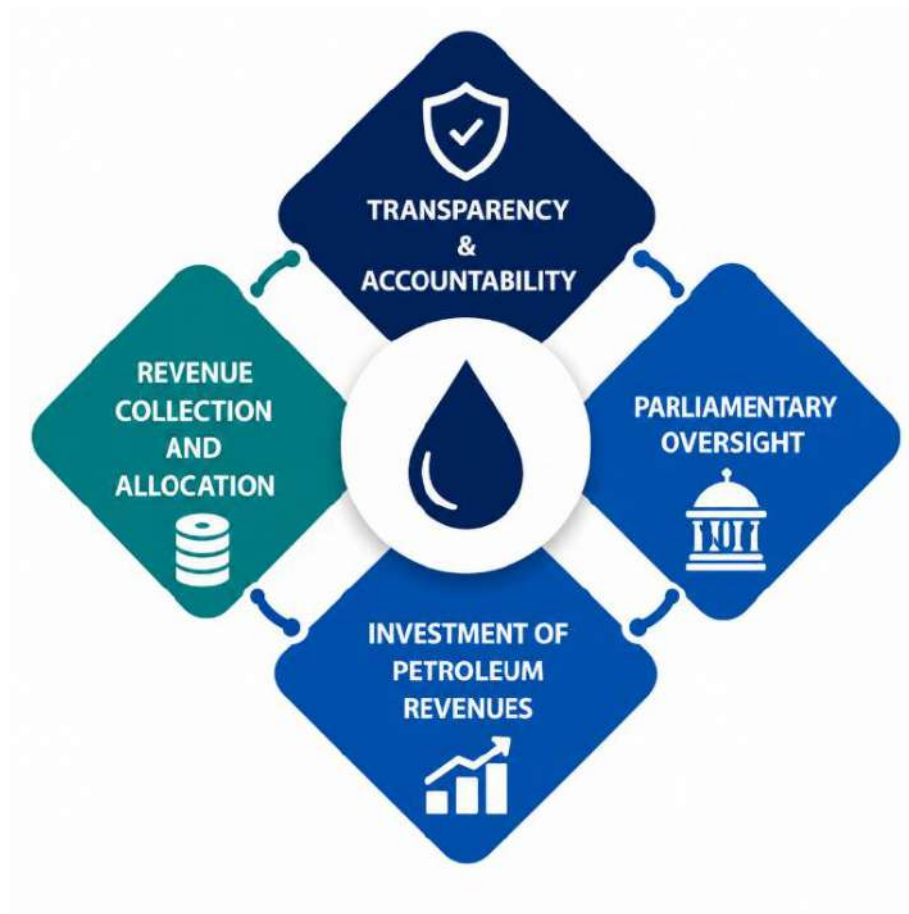 TRANSPARENCY
&
ACCOUNTABILITY
REVENUE
COLLECTION
AND
ALLOCATION
PARLIAMENTARY
OVERSIGHT
INVESTMENT OF
PETROLEUM
REVENUES